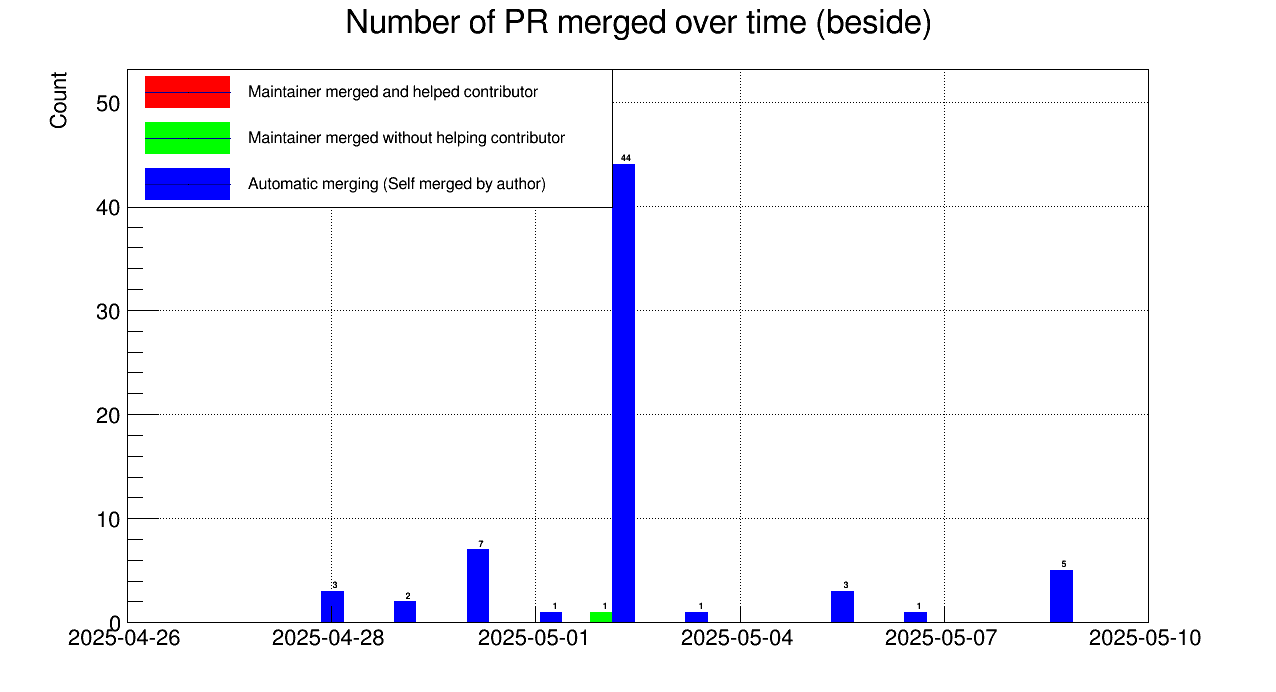 Number of PR merged over time (beside)
Count
Maintainer merged and helped contributor
Maintainer merged without helping contributor
Automatic merging (Self merged by author)
50
40
30
20
10
0
44
3
2
7
1
1
1
3
1
5
2025-04-26 2025-04-28 2025-05-01 2025-05-04 2025-05-07 2025-05-10